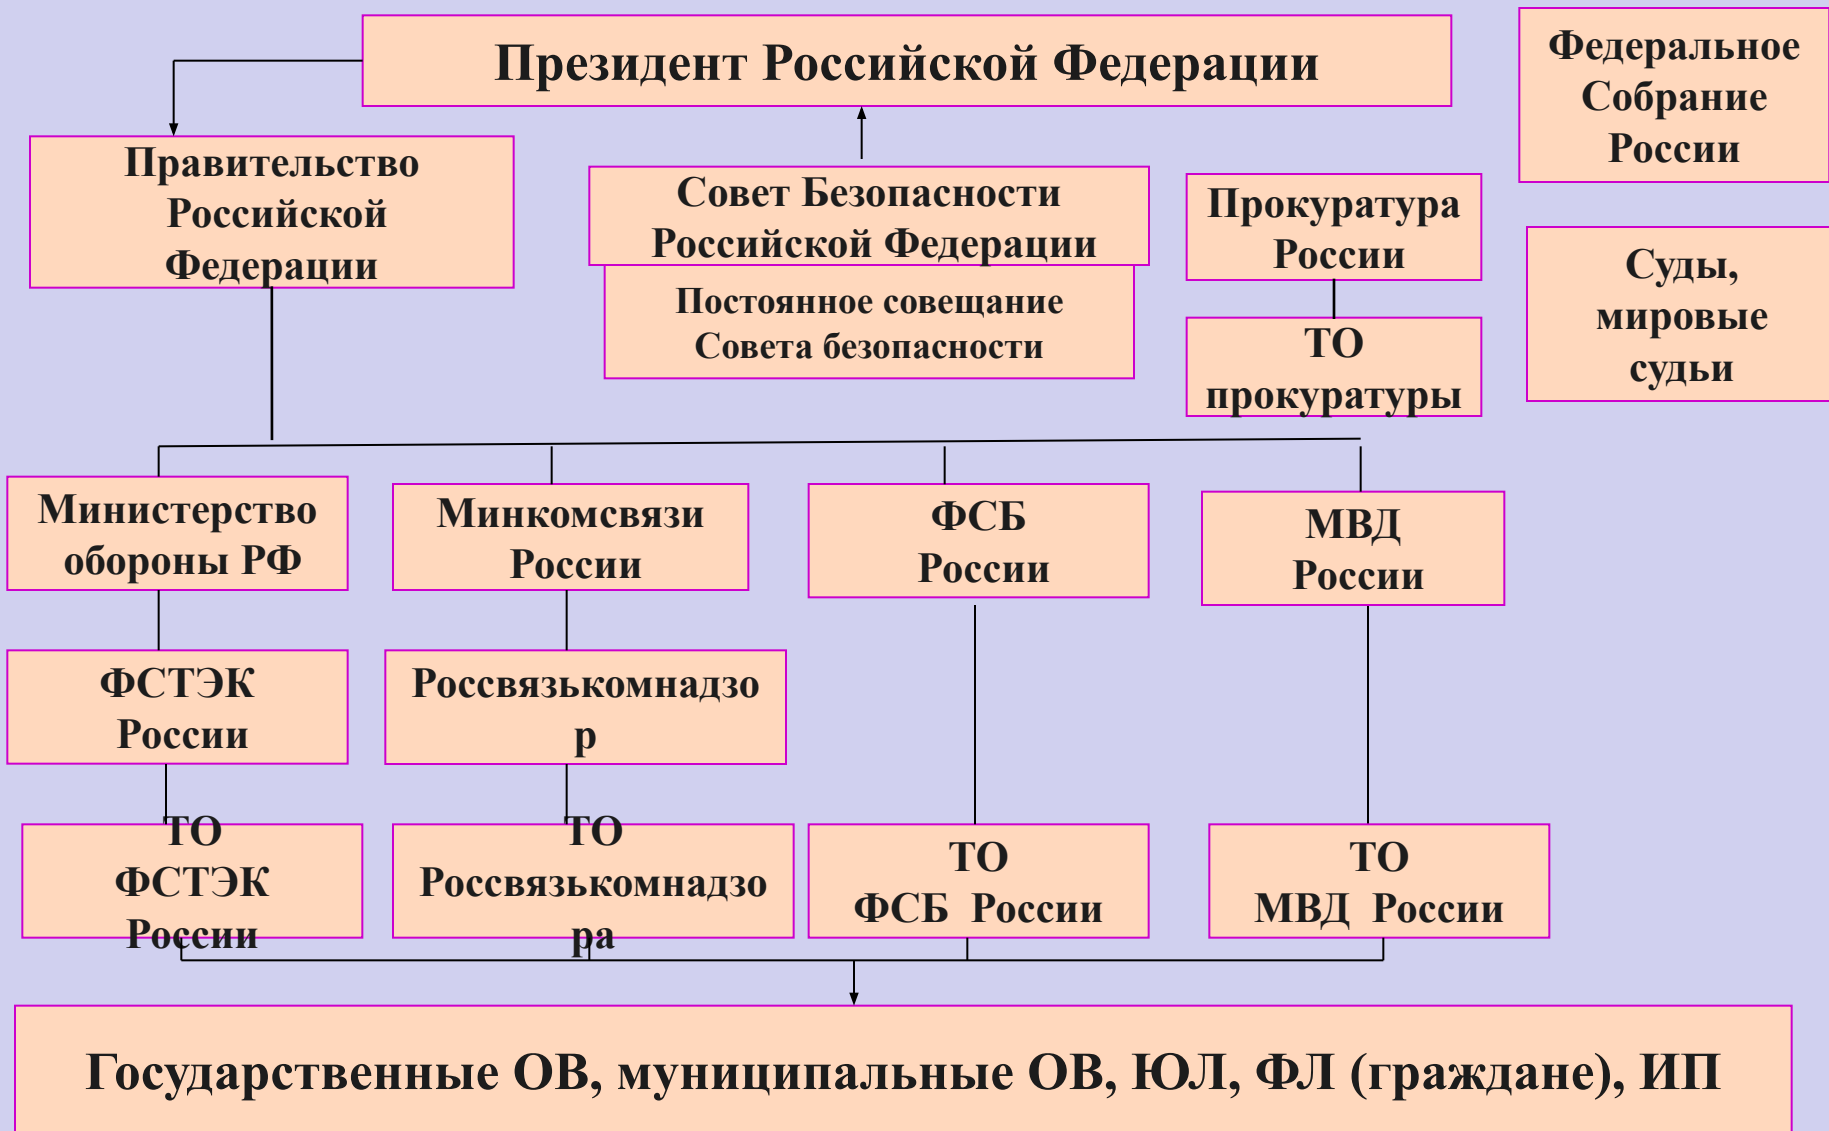 Президент Российской Федерации
Федеральное
Собрание
России
Правительство
Российской
Федерации
Совет Безопасности
Российской Федерации
Постоянное совещание
Совета безопасности
Прокуратура
России
ТО
прокуратуры
Суды,
мировые
судьи
Министерство
обороны РФ
Минкомсвязи
России
ФСБ
России
МВД
России
ФСТЭК
России
Россвязькомнадзо
р
ТО
ФСТЭК
России
ТО
Россвязькомнадзо
ра
ТО
ФСБ России
ТО
МВД России
Государственные ОВ, муниципальные ОВ, ЮЛ, ФЛ (граждане), ИП